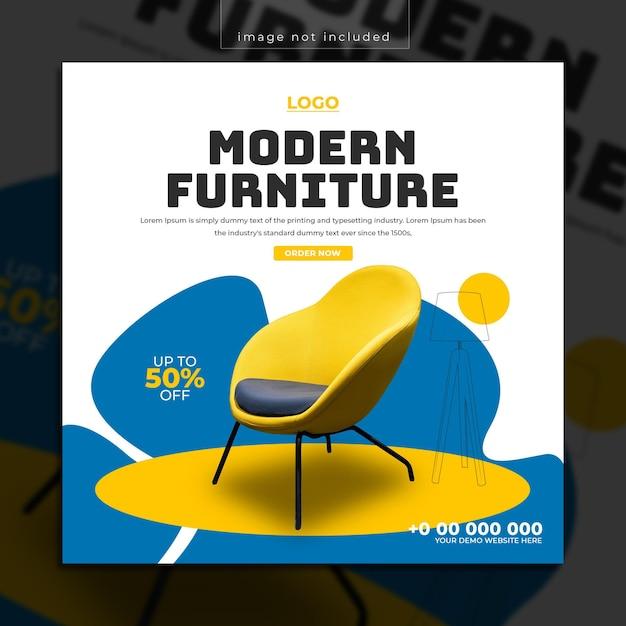 image not included
LOGO
MODERN
FURNITURE
Lorem Ipsum is simply dummy text of the printing and typesetting industry. Lorem Ipsum has been the
industry's standard dummy text ever since the 1500s,
ORDER NOW
UP TO
50%
OFF
+0 00 000 000
YOUR DEMO WEBSITE HERE